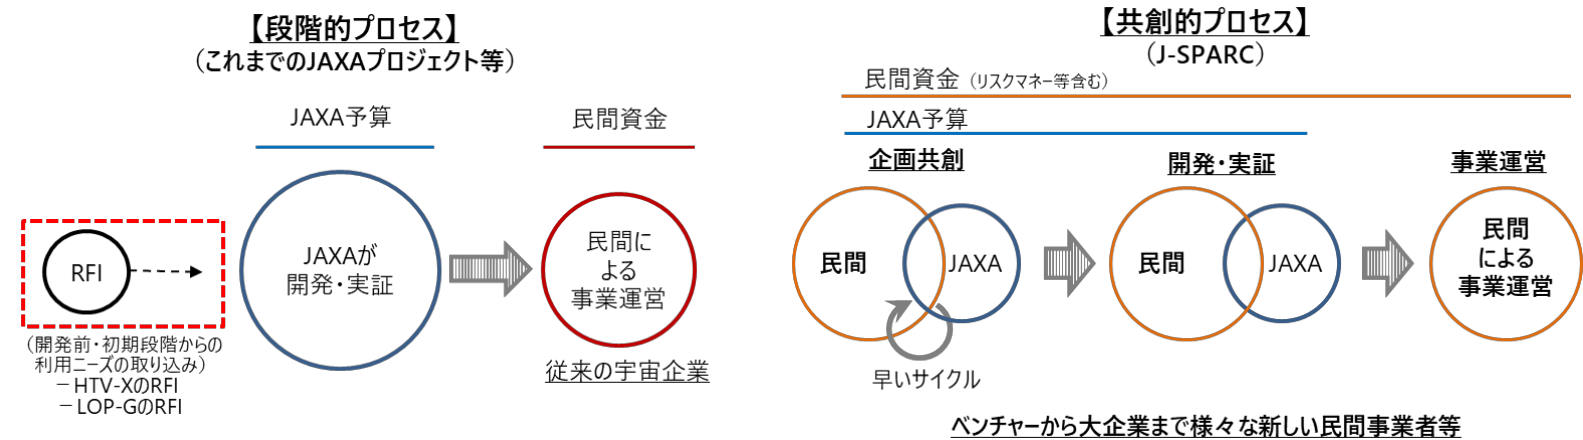 【段階的プロセス】
（これまでのJAXAプロジェクト等）
JAXA予算
民間資金
RFI
JAXAが
開発・実証
民間に
よる
事業運営
（開発前・初期段階からの
利用ニーズの取り込み）
－HTV-XのRFI
－LOP-GのRFI
従来の宇宙企業
【共創的プロセス】
（J-SPARC）
民間資金（リスクマネー等含む）
JAXA予算
企画共創
開発・実証
事業運営
民間
JAXA
民間
JAXA
民間
による
事業運営
早いサイクル
ベンチャーから大企業まで様々な新しい民間事業者等